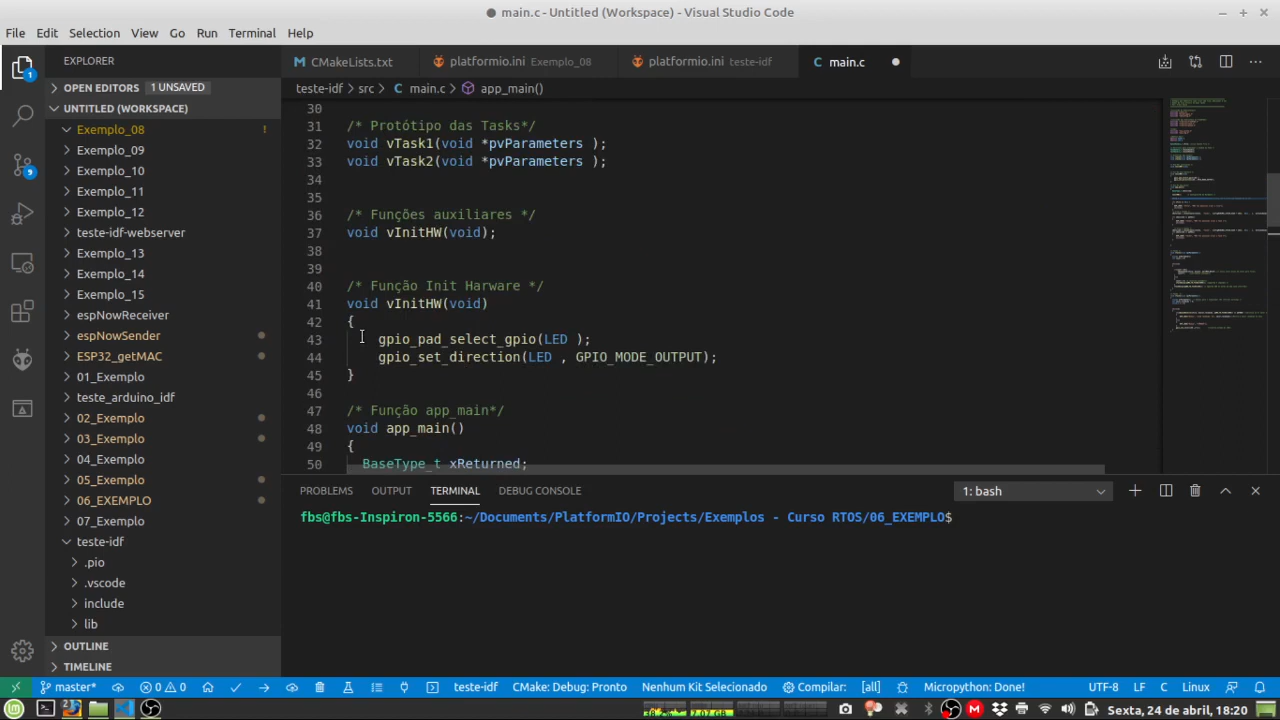 main.c - Untitled (Workspace) - Visual Studio Code
File Edit Selection View Go Run Terminal Help
EXPLORER
CMakeLists.txt platformio.ini Exemplo_08 platformio.ini teste-idf main.c
OPEN EDITORS 1 UNSAVED
teste-idf > src > main.c > app_main()
UNTITLED (WORKSPACE)
Exemplo_08 !
Exemplo_09
Exemplo_10
Exemplo_11
Exemplo_12
teste-idf-webserver
Exemplo_13
Exemplo_14
Exemplo_15
espNowReceiver
espNowSender
ESP32_getMAC
01_Exemplo
teste_arduino_idf
02_Exemplo
03_Exemplo
04_Exemplo
05_Exemplo
06_EXEMPLO
07_Exemplo
teste-idf
.pio
.vscode
include
lib
OUTLINE
TIMELINE
1
9
30
31 /* Protótipo das Tasks*/
32 void vTask1(void *pvParameters );
33 void vTask2(void *pvParameters );
34
35
36 /* Funções auxiliares */
37 void vInitHW(void);
38
39
40 /* Função Init Harware */
41 void vInitHW(void)
42 {
43 gpio_pad_select_gpio(LED );
44 gpio_set_direction(LED , GPIO_MODE_OUTPUT);
45 }
46
47 /* Função app_main*/
48 void app_main()
49 {
50 BaseType_t xReturned;
PROBLEMS OUTPUT TERMINAL DEBUG CONSOLE 1: bash
fbs@fbs-Inspiron-5566:~/Documents/PlatformIO/Projects/Exemplos - Curso RTOS/06_EXEMPLO$
master* 0 0 teste-idf CMake: Debug: Pronto Nenhum Kit Selecionado Compilar: [all] Micropython: Done! UTF-8 LF C Linux
Sexta, 24 de abril, 18:20